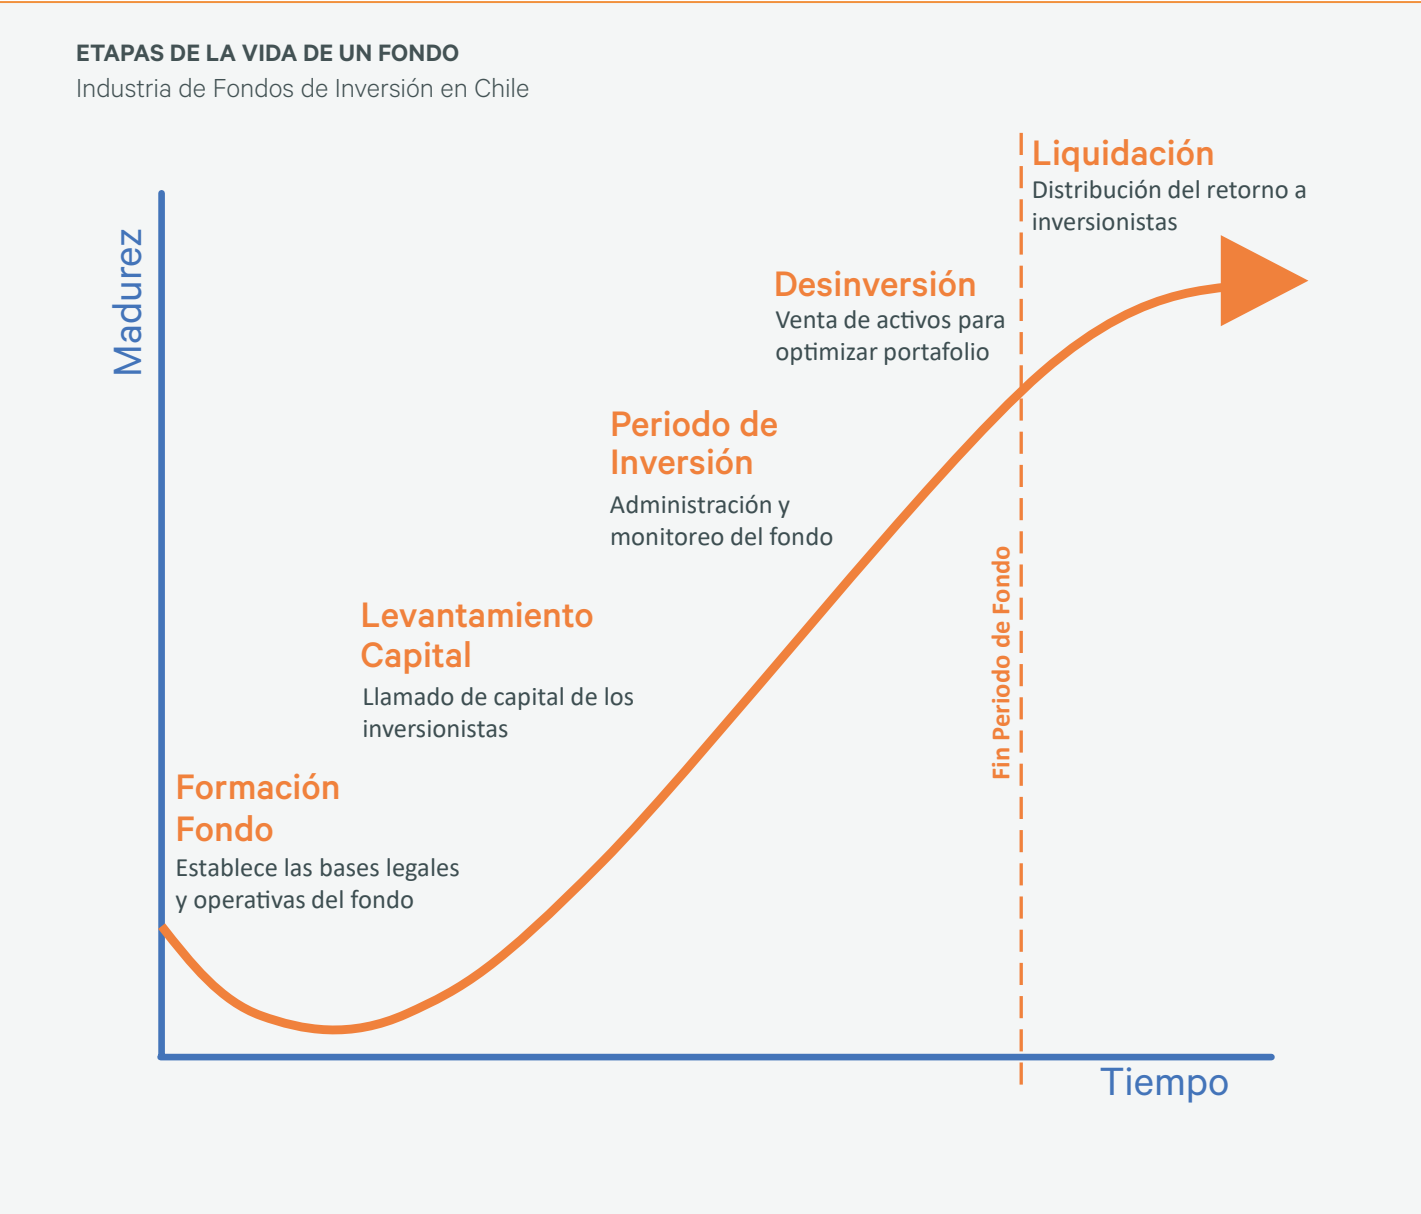 ETAPAS DE LA VIDA DE UN FONDO
Industria de Fondos de Inversión en Chile
Madurez
Formación
Fondo
Establece las bases legales
y operativas del fondo
Levantamiento
Capital
Llamado de capital de los
inversionistas
Periodo de
Inversión
Administración y
monitoreo del fondo
Desinversión
Venta de activos para
optimizar portafolio
Fin Periodo de Fondo
Liquidación
Distribución del retorno a
inversionistas
Tiempo